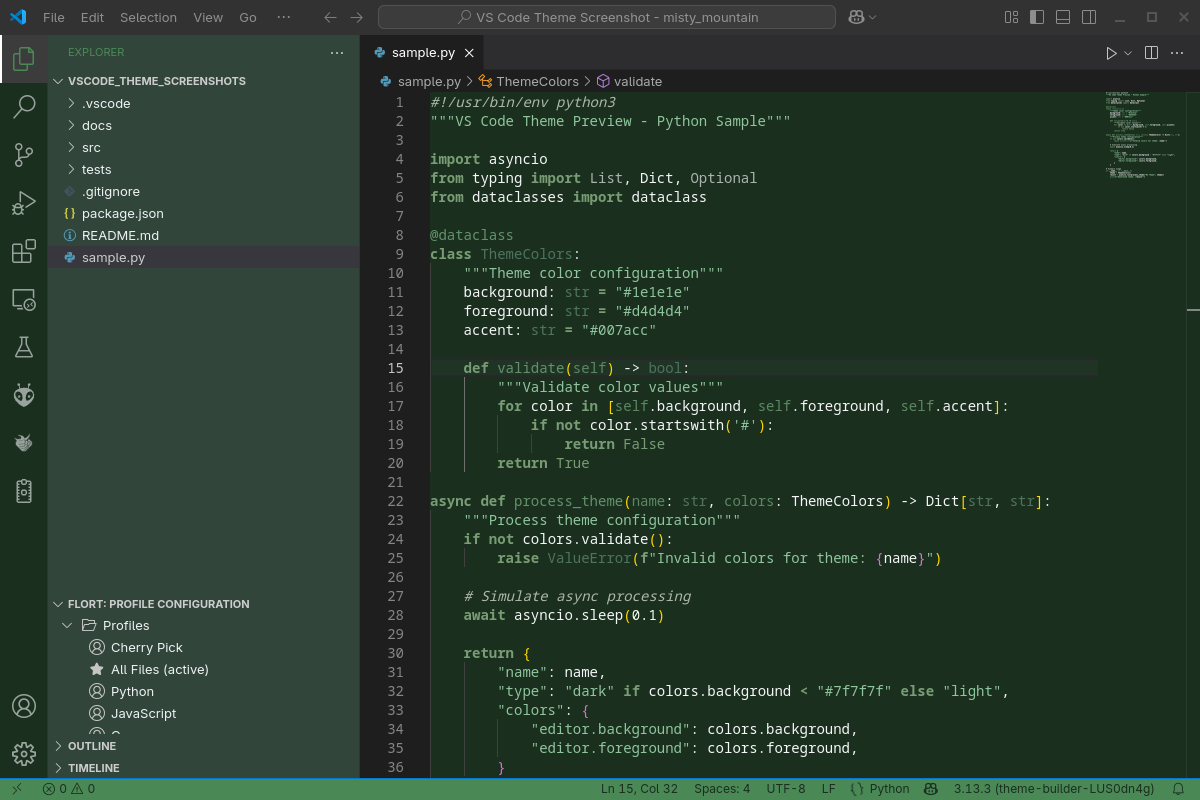 File Edit Selection View Go ··· VS Code Theme Screenshot - misty_mountain
EXPLORER
VSCODE_THEME_SCREENSHOTS
.vscode
docs
src
tests
.gitignore
package.json
README.md
sample.py
FLORT: PROFILE CONFIGURATION
Profiles
Cherry Pick
All Files (active)
Python
JavaScript
OUTLINE
TIMELINE
sample.py
sample.py > ThemeColors > validate
1 #!/usr/bin/env python3
2 """VS Code Theme Preview - Python Sample"""
3
4 import asyncio
5 from typing import List, Dict, Optional
6 from dataclasses import dataclass
7
8 @dataclass
9 class ThemeColors:
10     """Theme color configuration"""
11     background: str = "#1e1e1e"
12     foreground: str = "#d4d4d4"
13     accent: str = "#007acc"
14
15     def validate(self) -> bool:
16         """Validate color values"""
17         for color in [self.background, self.foreground, self.accent]:
18             if not color.startswith('#'):
19                 return False
20         return True
21
22 async def process_theme(name: str, colors: ThemeColors) -> Dict[str, str]:
23     """Process theme configuration"""
24     if not colors.validate():
25         raise ValueError(f"Invalid colors for theme: {name}")
26
27     # Simulate async processing
28     await asyncio.sleep(0.1)
29
30     return {
31         "name": name,
32         "type": "dark" if colors.background < "#7f7f7f" else "light",
33         "colors": {
34             "editor.background": colors.background,
35             "editor.foreground": colors.foreground,
36         }
0 0 Ln 15, Col 32 Spaces: 4 UTF-8 LF {} Python 3.13.3 (theme-builder-LUS0dn4g)